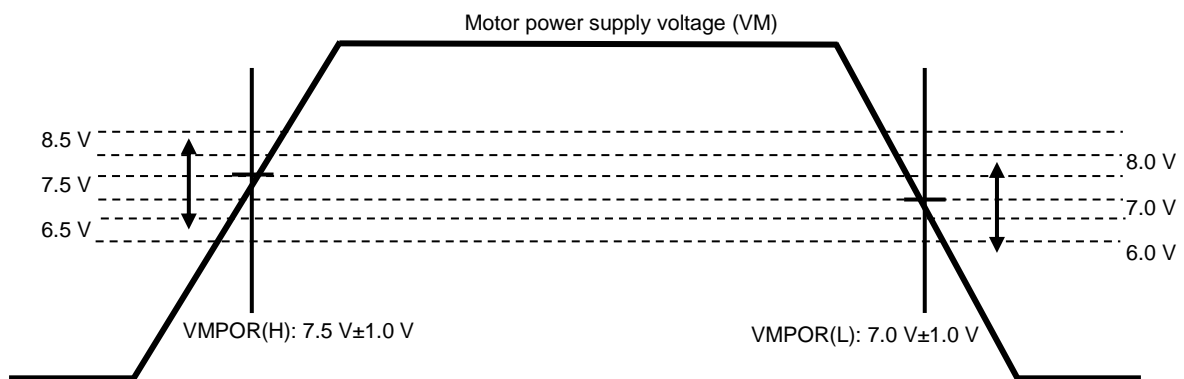 Motor power supply voltage (VM)
8.5 V
8.0 V
7.5 V
7.0 V
6.5 V
6.0 V
VMPOR(H): 7.5 V±1.0 V
VMPOR(L): 7.0 V±1.0 V